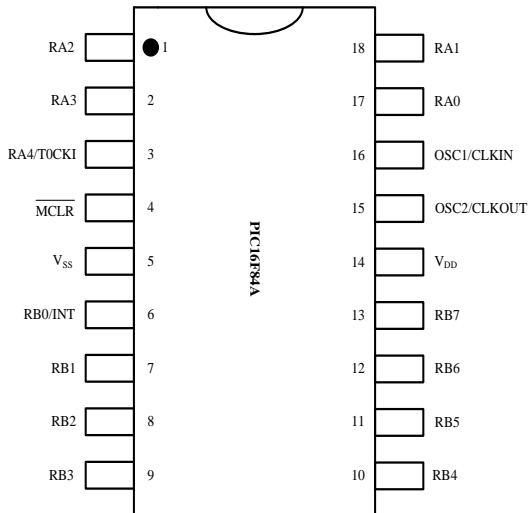 RA2 1 18 RA1
RA3 2 17 RA0
RA4/T0CKI 3 16 OSC1/CLKIN
MCLR 4 15 OSC2/CLKOUT
VSS 5 14 VDD
RB0/INT 6 13 RB7
RB1 7 12 RB6
RB2 8 11 RB5
RB3 9 10 RB4
PIC16F84A